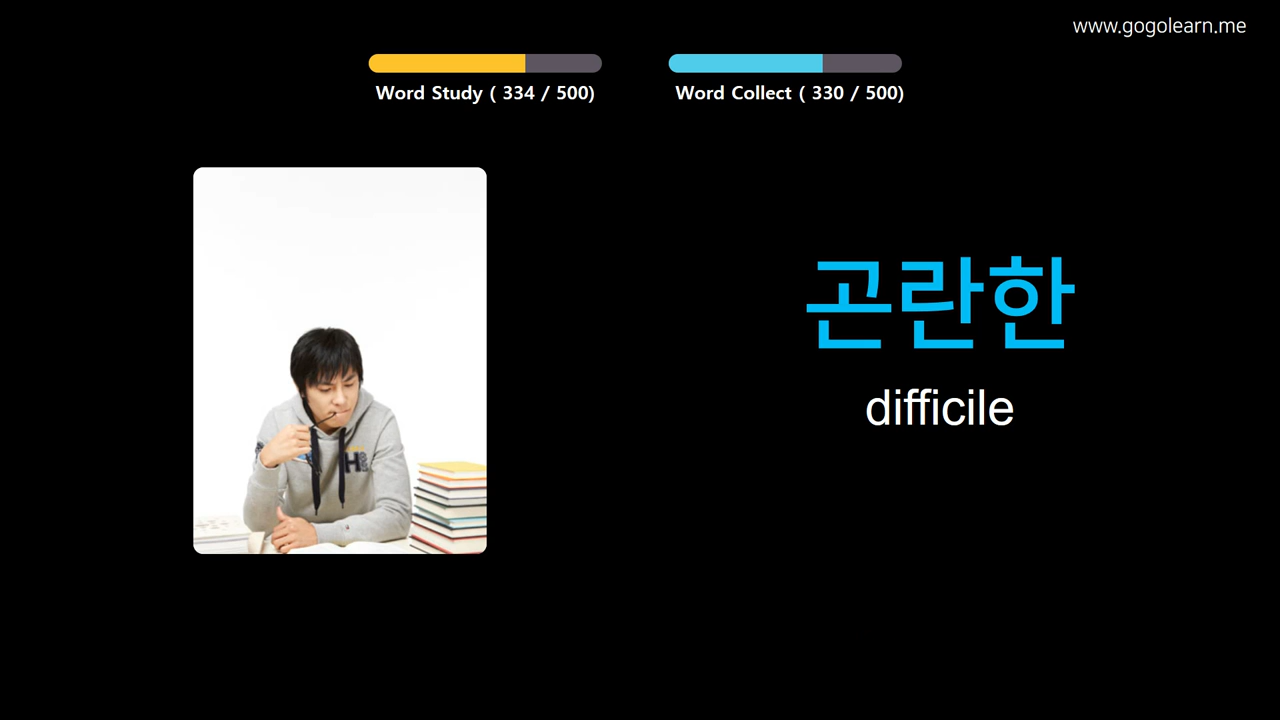 www.gogolearn.me
Word Study ( 334 / 500)
Word Collect ( 330 / 500)
곤란한
difficile
H